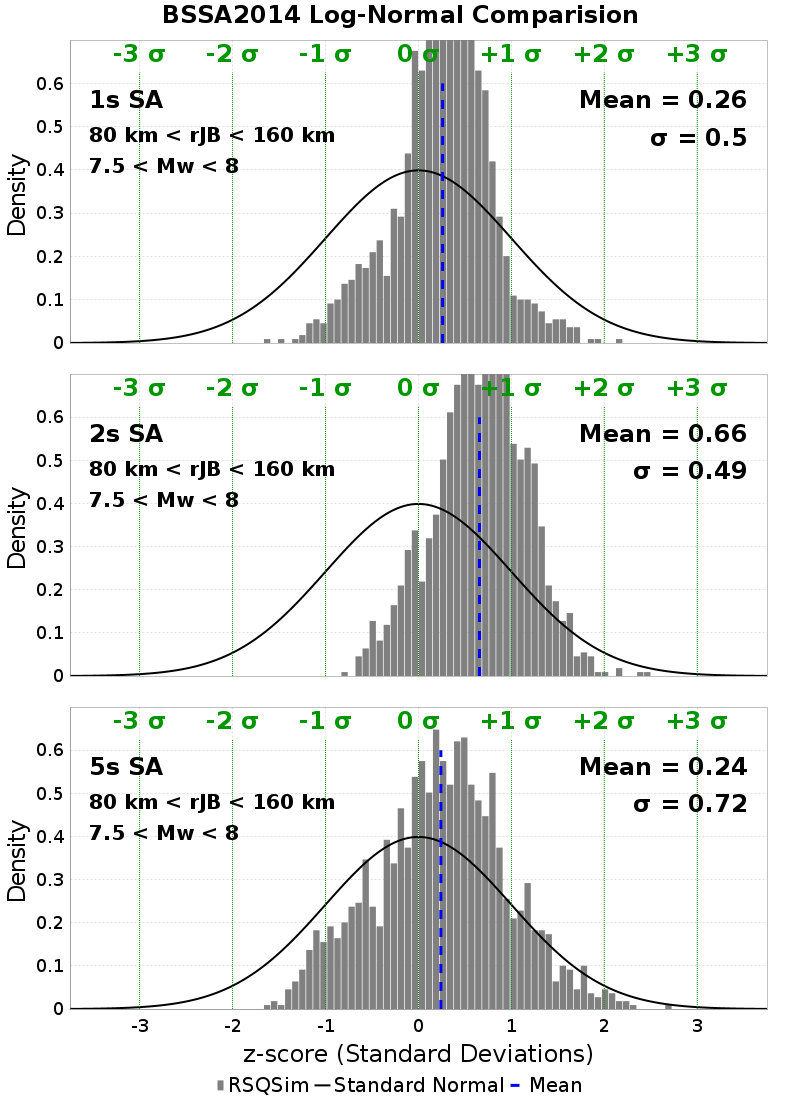 BSSA2014 Log-Normal Comparision
-3 σ -2 σ -1 σ 0 σ +1 σ +2 σ +3 σ
1s SA
Mean = 0.26
80 km < rJB < 160 km
σ = 0.5
7.5 < Mw < 8
Density
0.6
0.5
0.4
0.3
0.2
0.1
0
-3 σ -2 σ -1 σ 0 σ +1 σ +2 σ +3 σ
2s SA
Mean = 0.66
80 km < rJB < 160 km
σ = 0.49
7.5 < Mw < 8
Density
0.6
0.5
0.4
0.3
0.2
0.1
0
-3 σ -2 σ -1 σ 0 σ +1 σ +2 σ +3 σ
5s SA
Mean = 0.24
80 km < rJB < 160 km
σ = 0.72
7.5 < Mw < 8
Density
0.6
0.5
0.4
0.3
0.2
0.1
0
-3 -2 -1 0 1 2 3
z-score (Standard Deviations)
RSQSim Standard Normal Mean